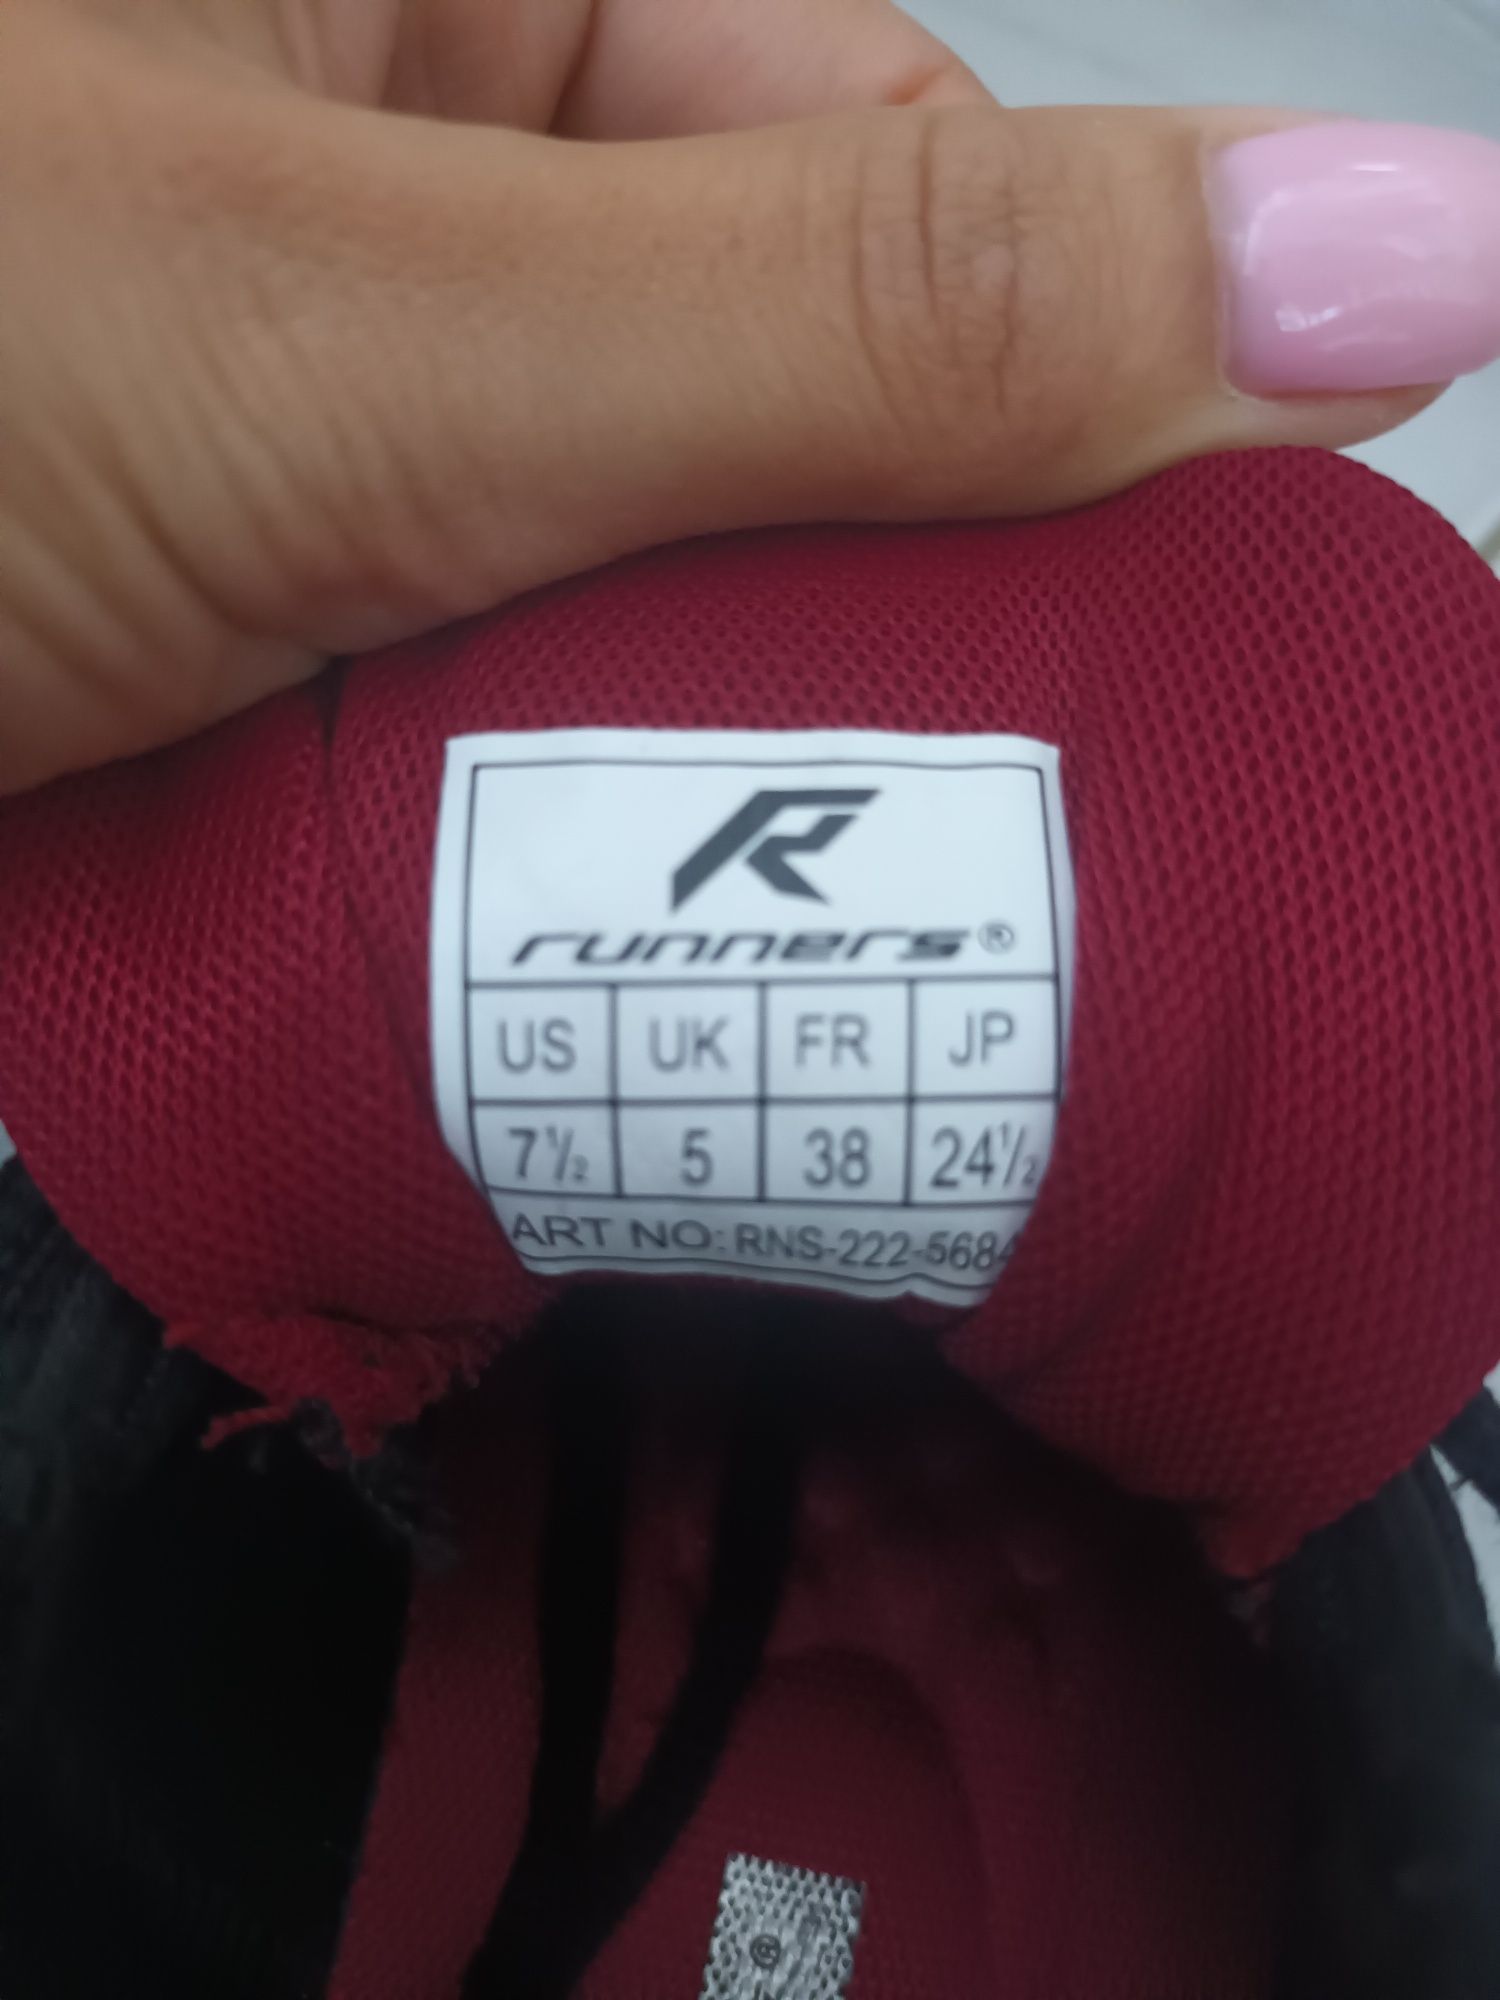 runners®
US UK FR JP
7½ 5 38 24½
ART NO: RNS-222-5684